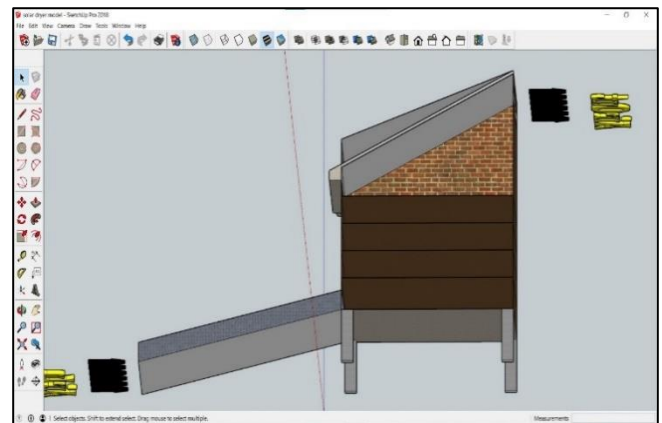 solar dryer model - SketchUp Pro 2018
File Edit View Camera Draw Tools Window Help
Select objects. Shift to extend select. Drag mouse to select multiple.
Measurements